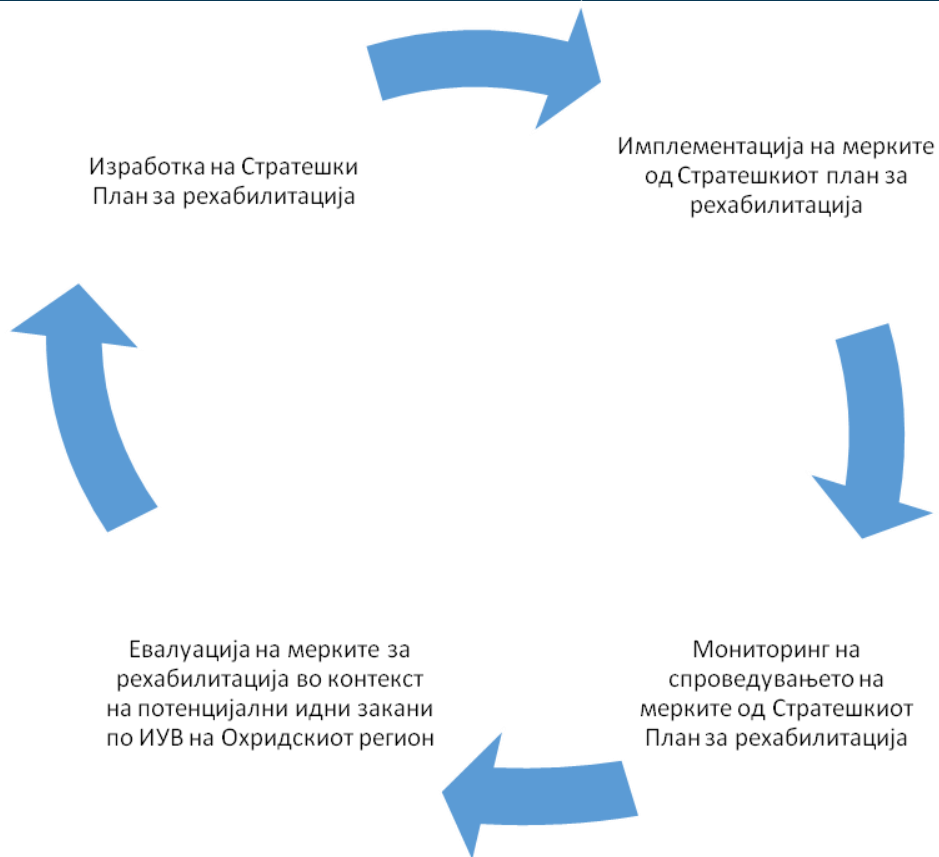 Изработка на Стратешки
План за рехабилитација
Имплементација на мерките
од Стратешкиот план за
рехабилитација
Мониторинг на
спроведувањето на
мерките од Стратешкиот
План за рехабилитација
Евалуација на мерките за
рехабилитација во контекст
на потенцијални идни закани
по ИУВ на Охридскиот регион